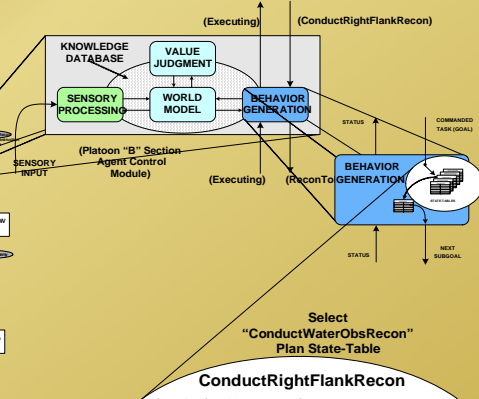 (Executing)
(ConductRightFlankRecon)
KNOWLEDGE
DATABASE
VALUE
JUDGMENT
SENSORY
PROCESSING
WORLD
MODEL
BEHAVIOR
GENERATION
(Platoon “B” Section
Agent Control
Module)
SENSORY
INPUT
(Executing)
(ReconTo
STATUS
COMMANDED
TASK (GOAL)
BEHAVIOR
GENERATION
STATE-TABLES
STATUS
NEXT
SUBGOAL
Select
“ConductWaterObsRecon”
Plan State-Table
ConductRightFlankRecon